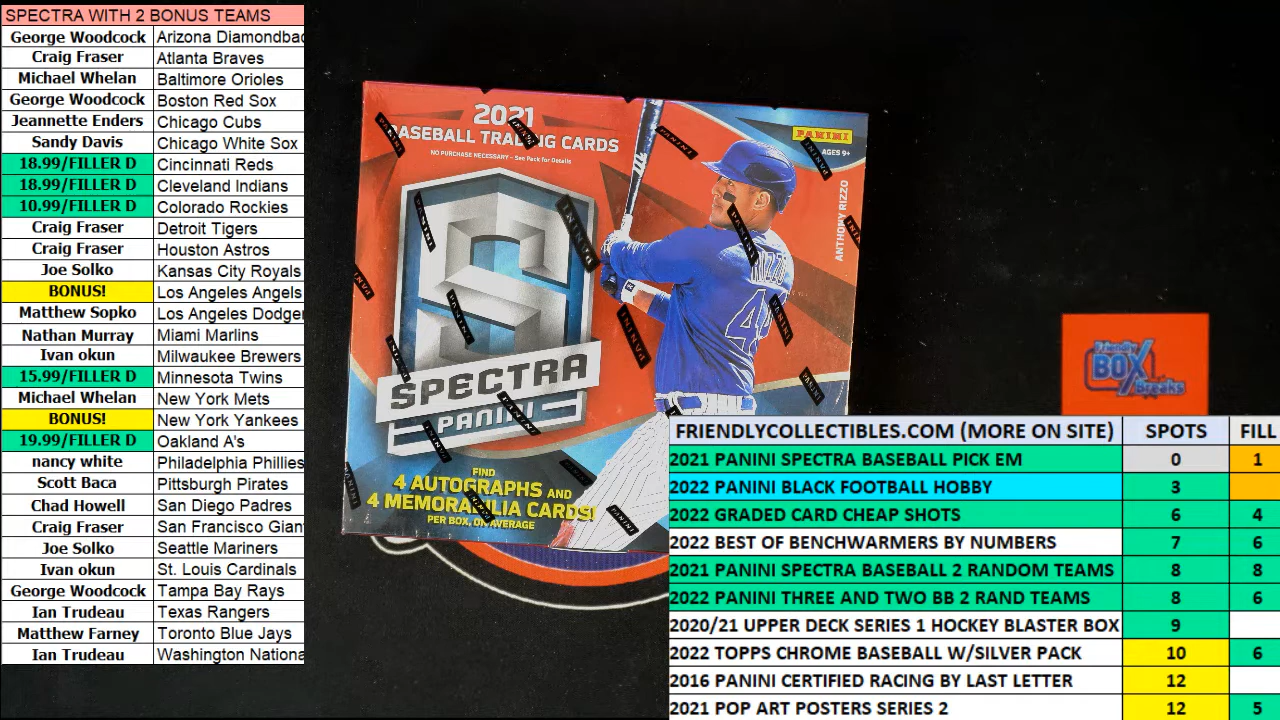 SPECTRA WITH 2 BONUS TEAMS
George Woodcock Arizona Diamondbac
Craig Fraser Atlanta Braves
Michael Whelan Baltimore Orioles
George Woodcock Boston Red Sox
Jeannette Enders Chicago Cubs
Sandy Davis Chicago White Sox
18.99/FILLER D Cincinnati Reds
18.99/FILLER D Cleveland Indians
10.99/FILLER D Colorado Rockies
Craig Fraser Detroit Tigers
Craig Fraser Houston Astros
Joe Solko Kansas City Royals
BONUS! Los Angeles Angels
Matthew Sopko Los Angeles Dodger
Nathan Murray Miami Marlins
Ivan okun Milwaukee Brewers
15.99/FILLER D Minnesota Twins
Michael Whelan New York Mets
BONUS! New York Yankees
19.99/FILLER D Oakland A's
nancy white Philadelphia Phillies
Scott Baca Pittsburgh Pirates
Chad Howell San Diego Padres
Craig Fraser San Francisco Gian
Joe Solko Seattle Mariners
Ivan okun St. Louis Cardinals
George Woodcock Tampa Bay Rays
Ian Trudeau Texas Rangers
Matthew Farney Toronto Blue Jays
Ian Trudeau Washington Nationa
2021
BASEBALL TRADING CARDS
NO PURCHASE NECESSARY - See Pack for Details
PANINI
AGES 9+
ANTHONY RIZZO
RIZZO
44
SPECTRA
PANINI
FIND
4 AUTOGRAPHS AND
4 MEMORABILIA CARDS!
PER BOX, ON AVERAGE
Friendly
BOX
Breaks
FRIENDLYCOLLECTIBLES.COM (MORE ON SITE) SPOTS FILL
2021 PANINI SPECTRA BASEBALL PICK EM 0 1
2022 PANINI BLACK FOOTBALL HOBBY 3
2022 GRADED CARD CHEAP SHOTS 6 4
2022 BEST OF BENCHWARMERS BY NUMBERS 7 6
2021 PANINI SPECTRA BASEBALL 2 RANDOM TEAMS 8 8
2022 PANINI THREE AND TWO BB 2 RAND TEAMS 8 6
2020/21 UPPER DECK SERIES 1 HOCKEY BLASTER BOX 9
2022 TOPPS CHROME BASEBALL W/SILVER PACK 10 6
2016 PANINI CERTIFIED RACING BY LAST LETTER 12
2021 POP ART POSTERS SERIES 2 12 5